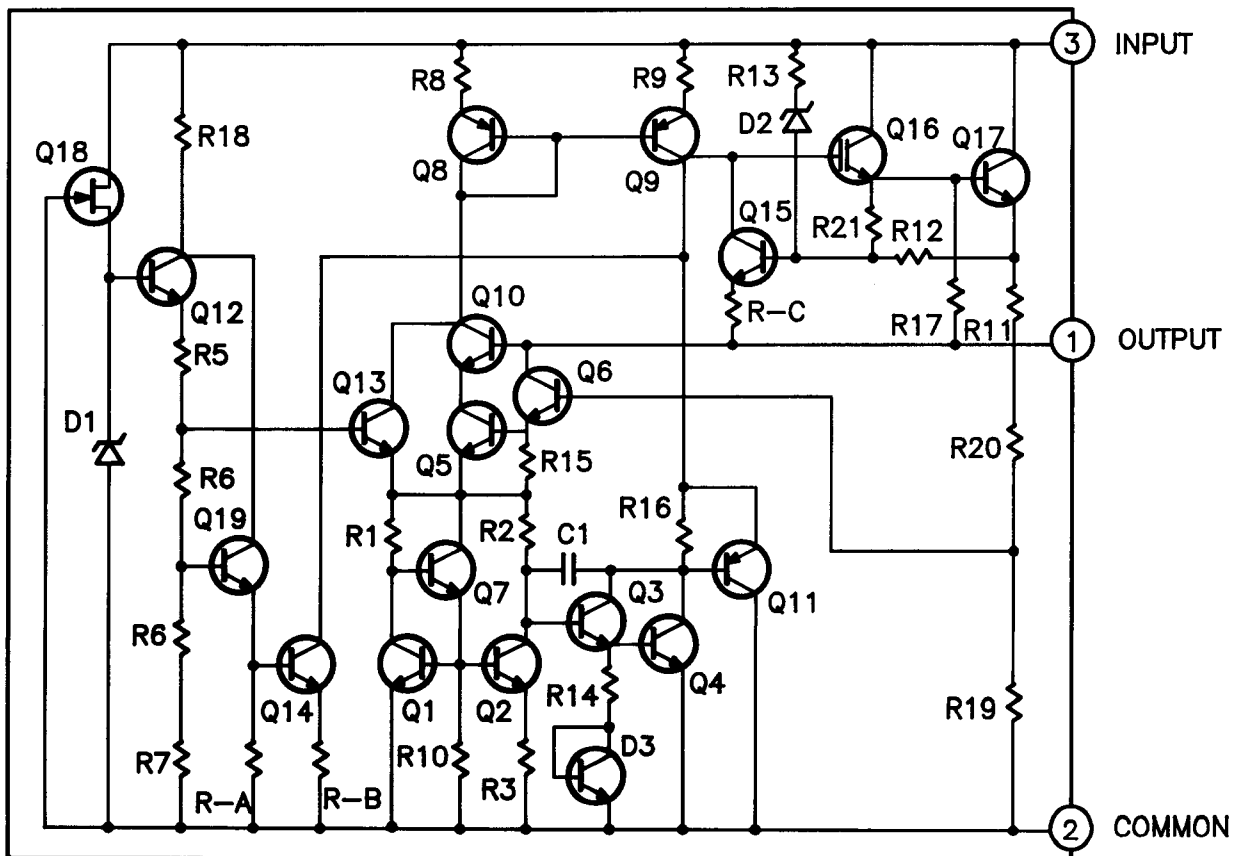 3 INPUT
R8
R9
R13
R18
D2
Q16
Q17
Q18
Q8
Q9
Q15
R21
R12
Q12
Q10
R-C
R17
R11
1 OUTPUT
R5
Q13
Q6
D1
Q5
R15
R20
R6
Q19
R1
R2
C1
R16
Q7
Q3
Q11
R6
Q14
Q1
Q2
R14
Q4
R19
R7
R-A
R-B
R10
R3
D3
2 COMMON